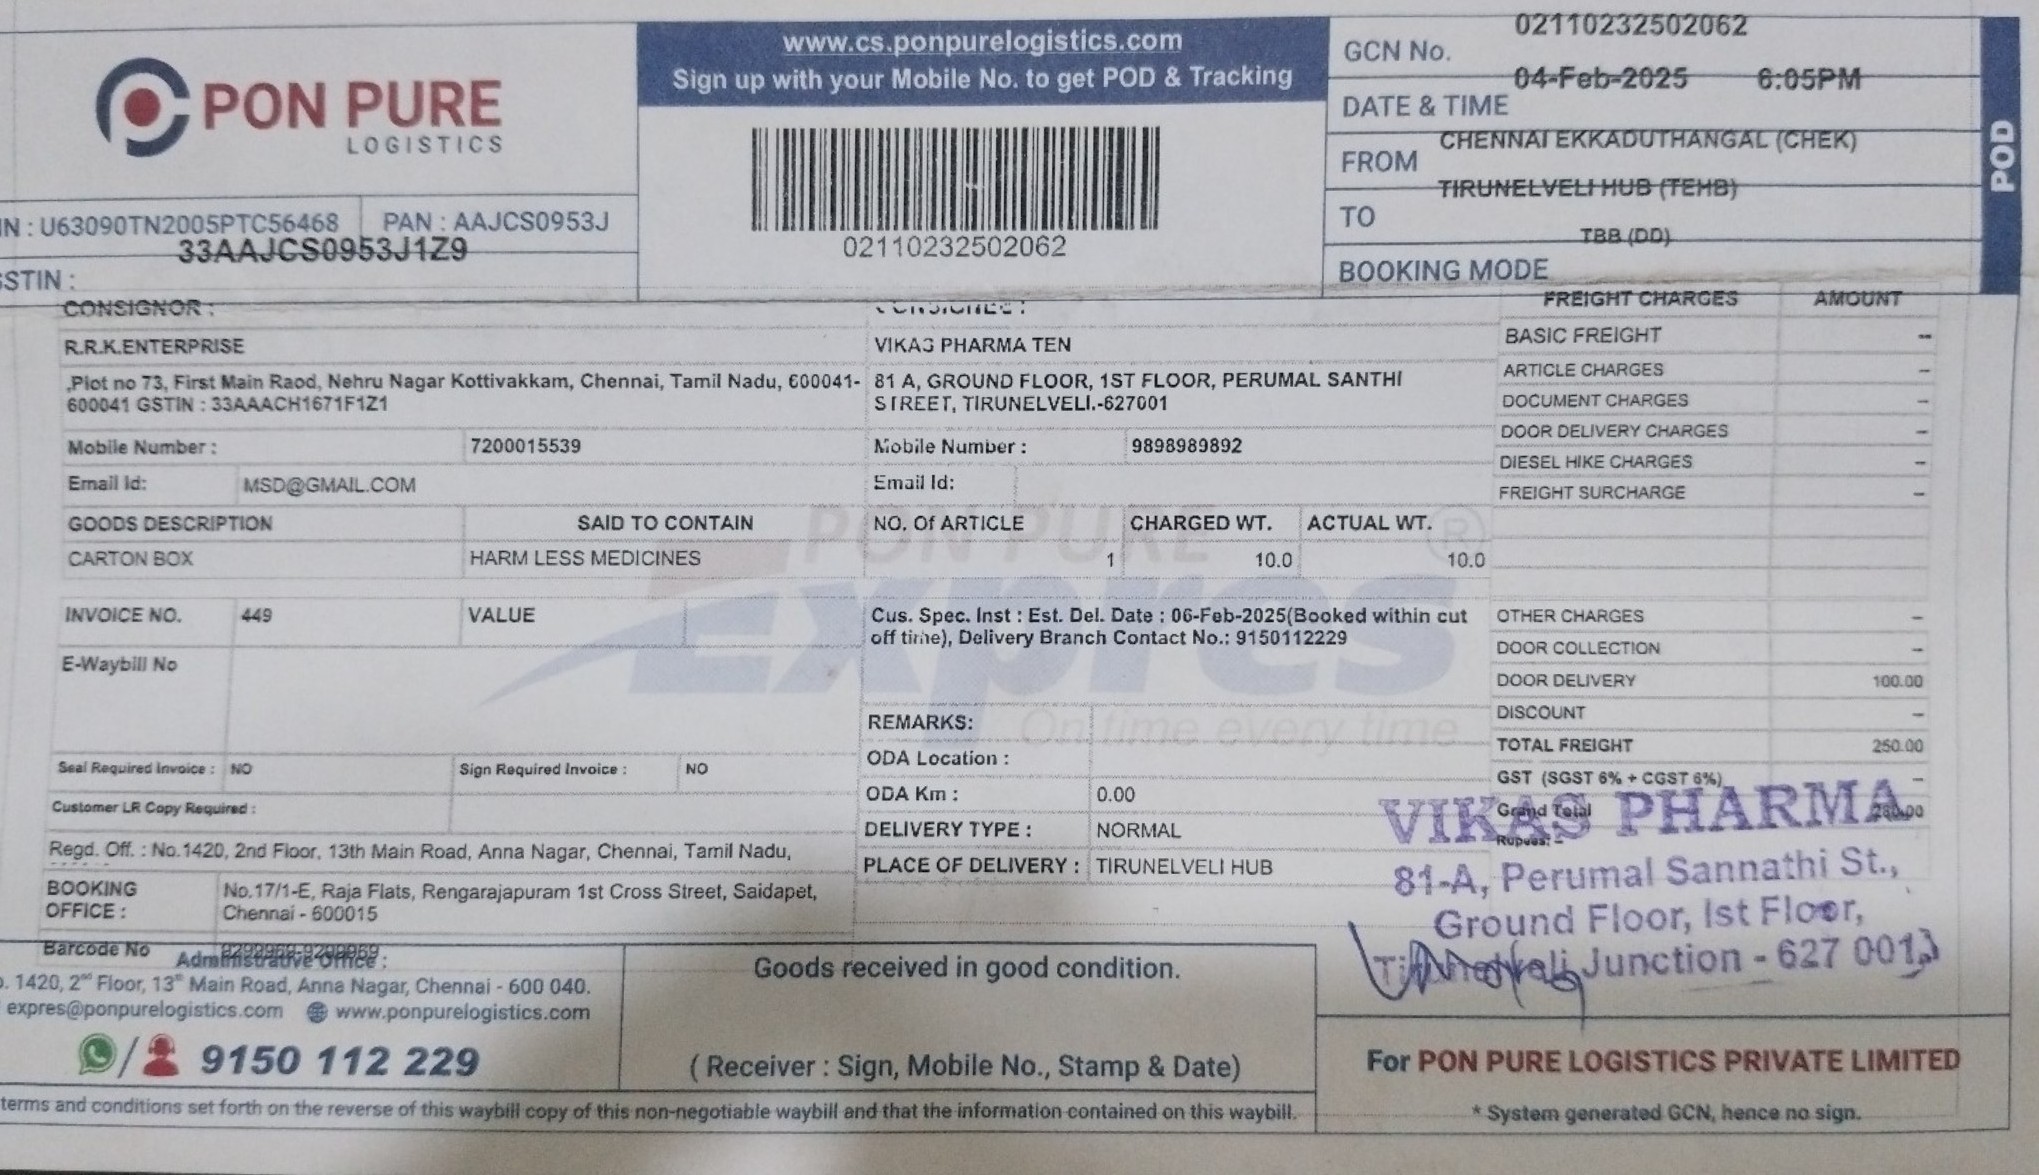 PON PURE
LOGISTICS
IN : U63090TN2005PTC56468 PAN : AAJCS0953J
33AAJCS0953J1Z9
STIN :
www.cs.ponpurelogistics.com
Sign up with your Mobile No. to get POD & Tracking
02110232502062
GCN No. 02110232502062
DATE & TIME 04-Feb-2025 6:05PM
FROM CHENNAI EKKADUTHANGAL (CHEK)
TO TIRUNELVELI HUB (TEHB)
BOOKING MODE TBB (DD)
POD
CONSIGNOR :
R.R.K.ENTERPRISE
,Plot no 73, First Main Raod, Nehru Nagar Kottivakkam, Chennai, Tamil Nadu, 600041-
600041 GSTIN : 33AAACH1671F1Z1
Mobile Number : 7200015539
Email Id: MSD@GMAIL.COM
VIKAS PHARMA TEN
81 A, GROUND FLOOR, 1ST FLOOR, PERUMAL SANTHI
STREET, TIRUNELVELI.-627001
Mobile Number : 9898989892
Email Id:
GOODS DESCRIPTION SAID TO CONTAIN NO. Of ARTICLE CHARGED WT. ACTUAL WT.
CARTON BOX HARM LESS MEDICINES 1 10.0 10.0
INVOICE NO. 449 VALUE
E-Waybill No
Cus. Spec. Inst : Est. Del. Date : 06-Feb-2025(Booked within cut
off time), Delivery Branch Contact No.: 9150112229
PON PURE ®
Expres
On time every time
Seal Required Invoice : NO Sign Required Invoice : NO
Customer LR Copy Required :
Regd. Off. : No.1420, 2nd Floor, 13th Main Road, Anna Nagar, Chennai, Tamil Nadu,
BOOKING OFFICE : No.17/1-E, Raja Flats, Rengarajapuram 1st Cross Street, Saidapet,
Chennai - 600015
Barcode No
REMARKS:
ODA Location :
ODA Km : 0.00
DELIVERY TYPE : NORMAL
PLACE OF DELIVERY : TIRUNELVELI HUB
FREIGHT CHARGES AMOUNT
BASIC FREIGHT --
ARTICLE CHARGES –
DOCUMENT CHARGES –
DOOR DELIVERY CHARGES –
DIESEL HIKE CHARGES –
FREIGHT SURCHARGE –
OTHER CHARGES –
DOOR COLLECTION –
DOOR DELIVERY 100.00
DISCOUNT –
TOTAL FREIGHT 250.00
GST (SGST 6% + CGST 6%) –
Grand Total 280.00
Rupees: –
VIKAS PHARMA
81-A, Perumal Sannathi St.,
Ground Floor, Ist Floor,
Tirunelveli Junction - 627 001.
Administrative Office :
. 1420, 2nd Floor, 13th Main Road, Anna Nagar, Chennai - 600 040.
expres@ponpurelogistics.com www.ponpurelogistics.com
/ 9150 112 229
Goods received in good condition.
( Receiver : Sign, Mobile No., Stamp & Date)
For PON PURE LOGISTICS PRIVATE LIMITED
* System generated GCN, hence no sign.
terms and conditions set forth on the reverse of this waybill copy of this non-negotiable waybill and that the information contained on this waybill.